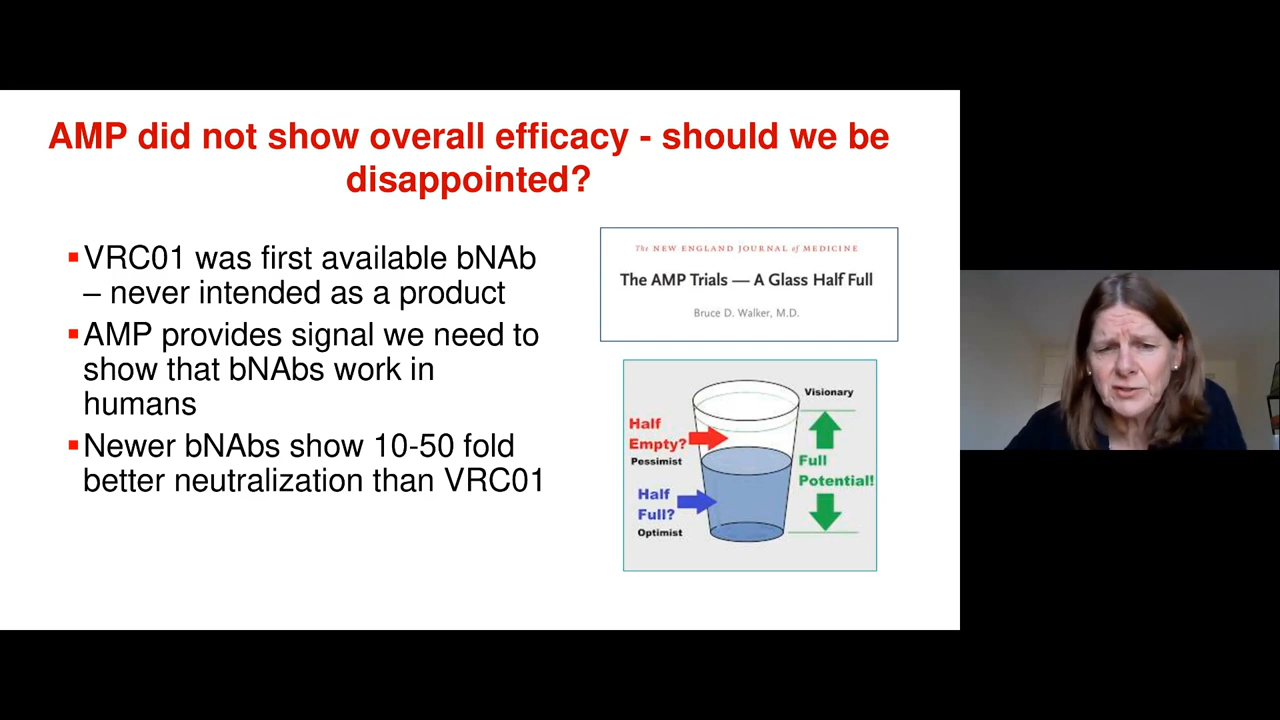 AMP did not show overall efficacy - should we be
disappointed?
▪VRC01 was first available bNAb
– never intended as a product
▪AMP provides signal we need to
show that bNAbs work in
humans
▪Newer bNAbs show 10-50 fold
better neutralization than VRC01
The NEW ENGLAND JOURNAL of MEDICINE
The AMP Trials — A Glass Half Full
Bruce D. Walker, M.D.
Visionary
Half
Empty?
Pessimist
Full
Potential!
Half
Full?
Optimist